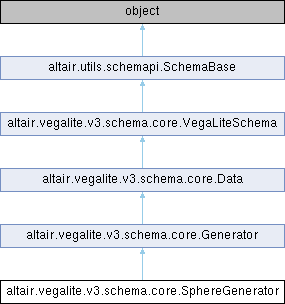 object
altair.utils.schemapi.SchemaBase
altair.vegalite.v3.schema.core.VegaLiteSchema
altair.vegalite.v3.schema.core.Data
altair.vegalite.v3.schema.core.Generator
altair.vegalite.v3.schema.core.SphereGenerator